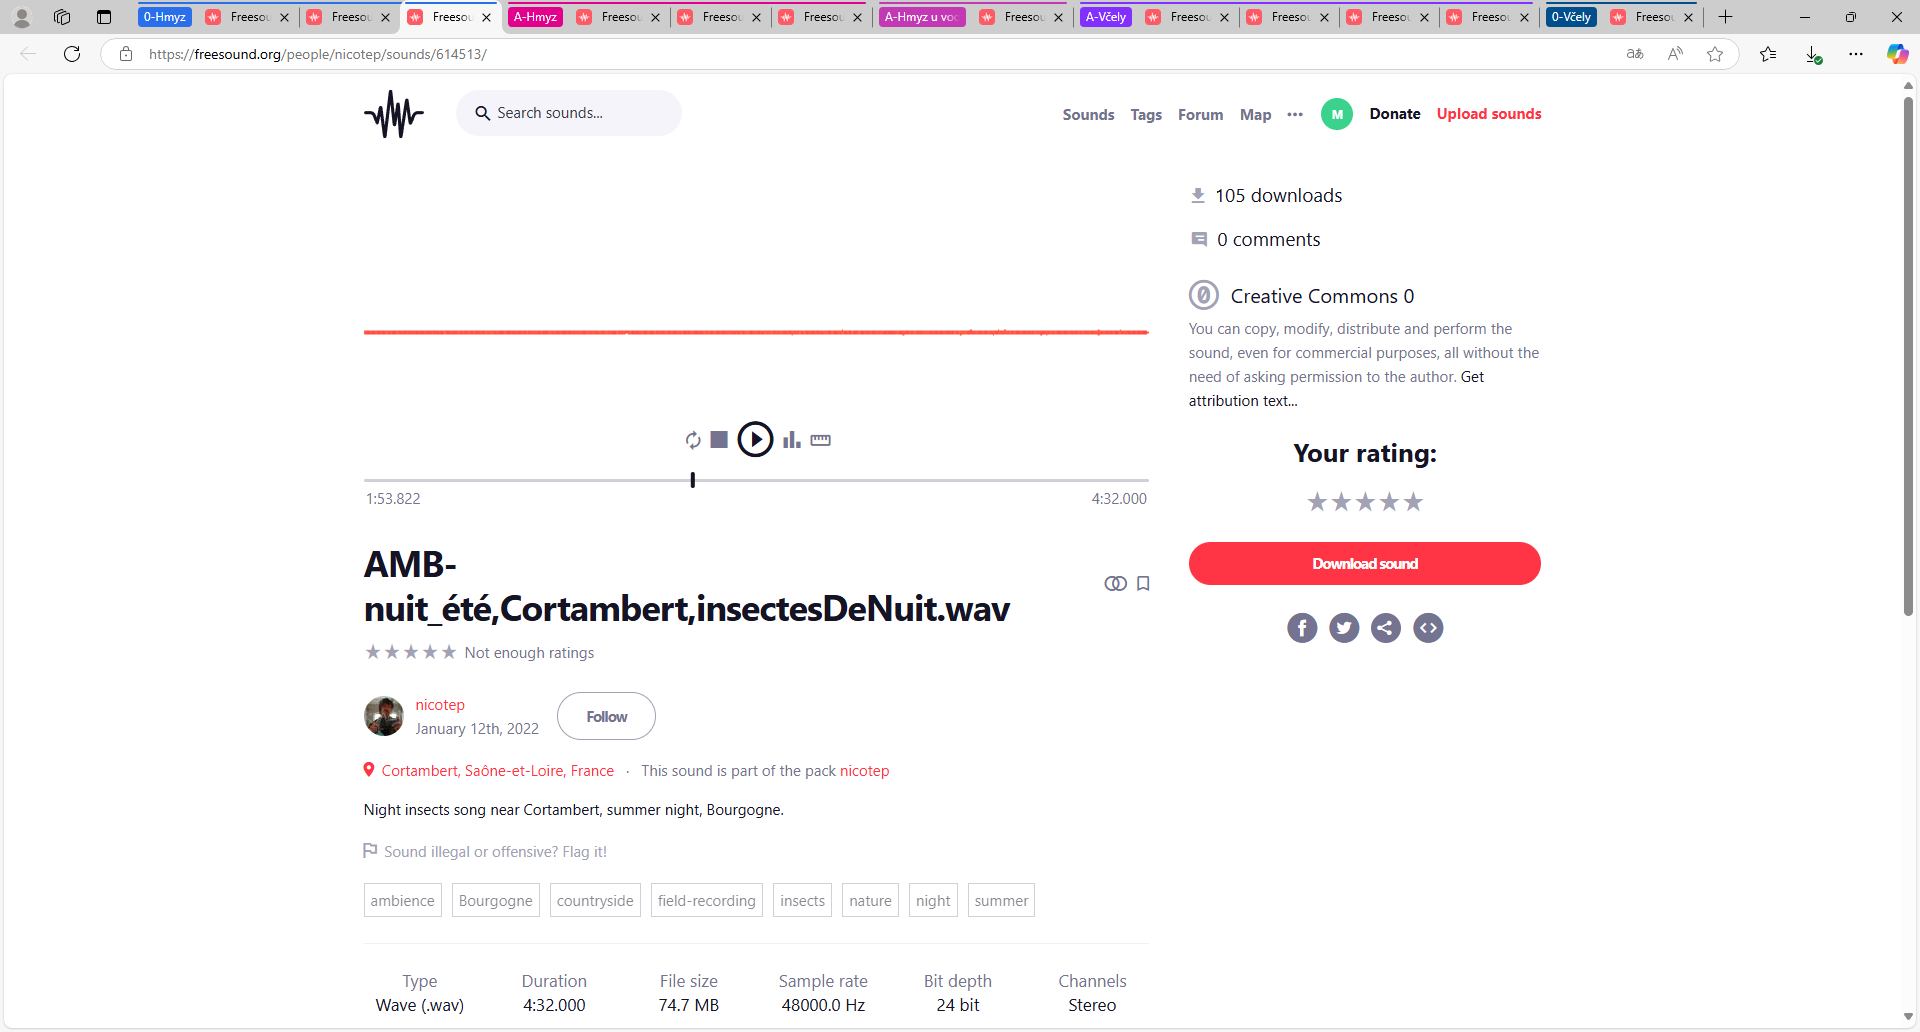 0-Hmyz
Freesou
Freesou
Freesou
A-Hmyz
Freesou
Freesou
Freesou
A-Hmyz u voc
Freesou
A-Včely
Freesou
Freesou
Freesou
Freesou
0-Včely
Freesou
https://freesound.org/people/nicotep/sounds/614513/
Search sounds...
Sounds Tags Forum Map ••• M Donate Upload sounds
105 downloads
0 comments
Creative Commons 0
You can copy, modify, distribute and perform the
sound, even for commercial purposes, all without the
need of asking permission to the author. Get
attribution text...
Your rating:
Download sound
1:53.822 4:32.000
AMB-
nuit_été,Cortambert,insectesDeNuit.wav
Not enough ratings
nicotep
January 12th, 2022
Follow
Cortambert, Saône-et-Loire, France · This sound is part of the pack nicotep
Night insects song near Cortambert, summer night, Bourgogne.
Sound illegal or offensive? Flag it!
ambience Bourgogne countryside field-recording insects nature night summer
Type Duration File size Sample rate Bit depth Channels
Wave (.wav) 4:32.000 74.7 MB 48000.0 Hz 24 bit Stereo